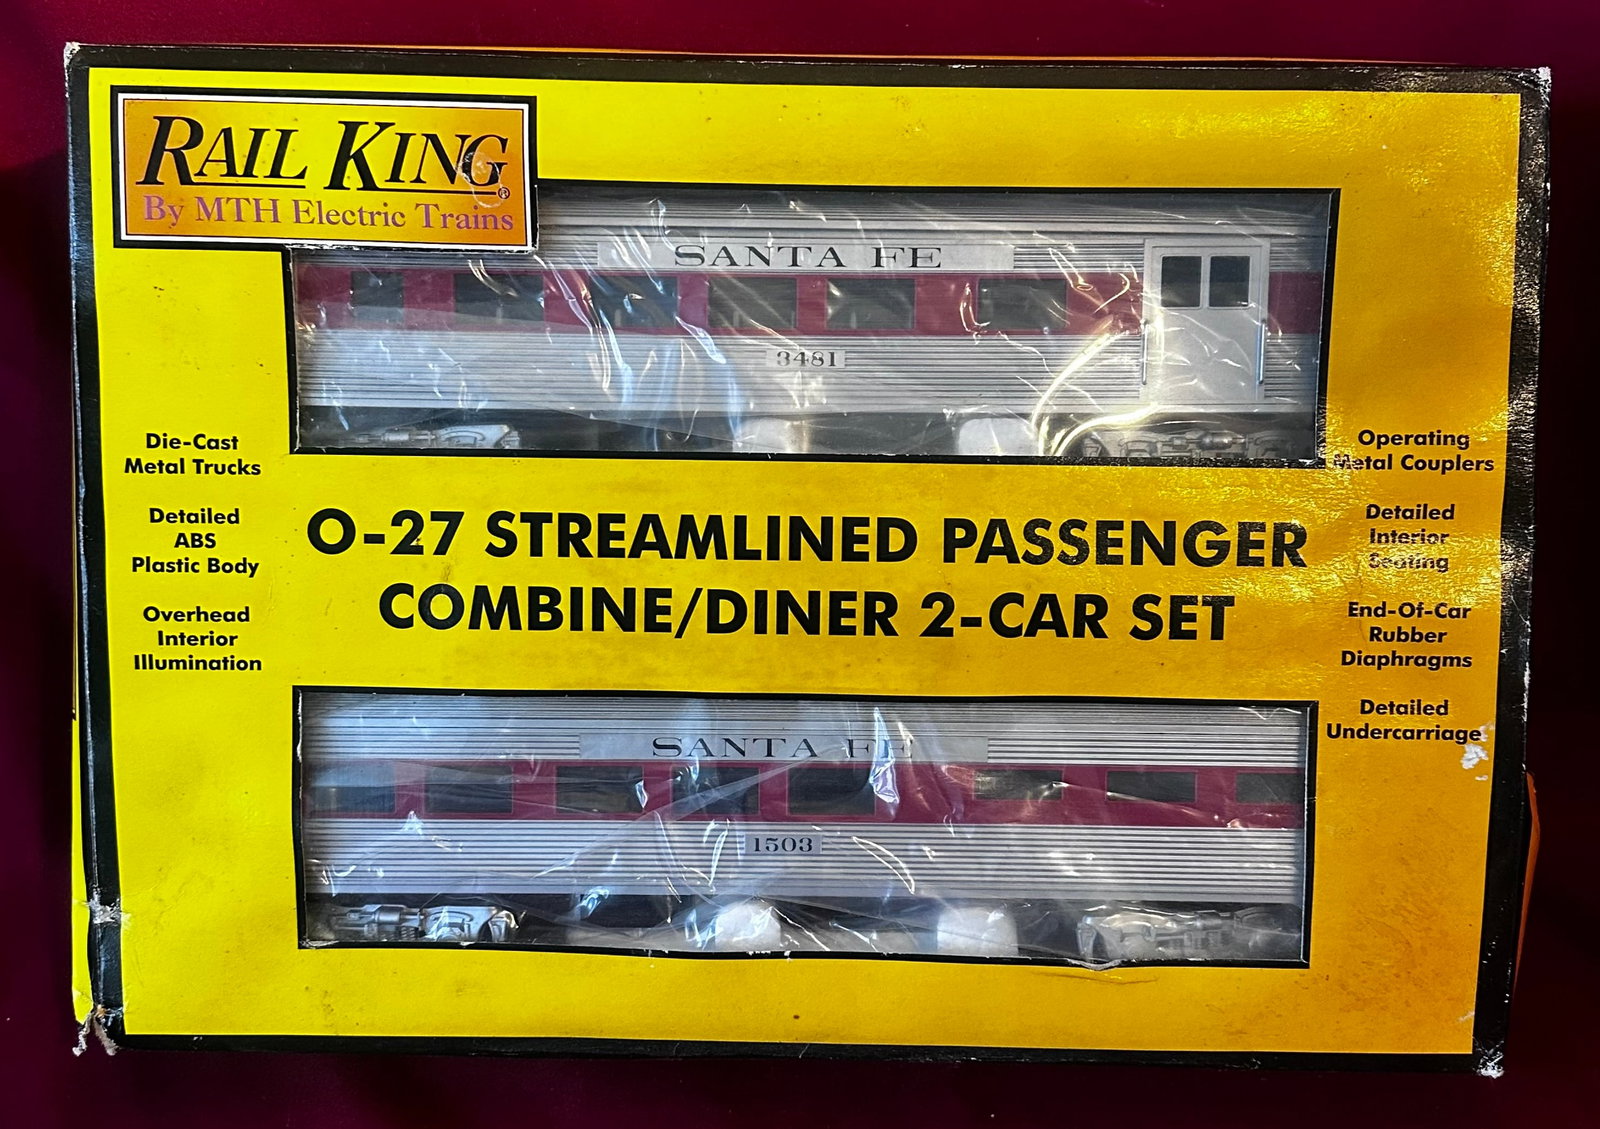 RAIL KING®
By MTH Electric Trains
SANTA FE
3481
Die-Cast
Metal Trucks
Detailed
ABS
Plastic Body
Overhead
Interior
Illumination
O-27 STREAMLINED PASSENGER
COMBINE/DINER 2-CAR SET
Operating
Metal Couplers
Detailed
Interior
Seating
End-Of-Car
Rubber
Diaphragms
Detailed
Undercarriage
SANTA FE
1503